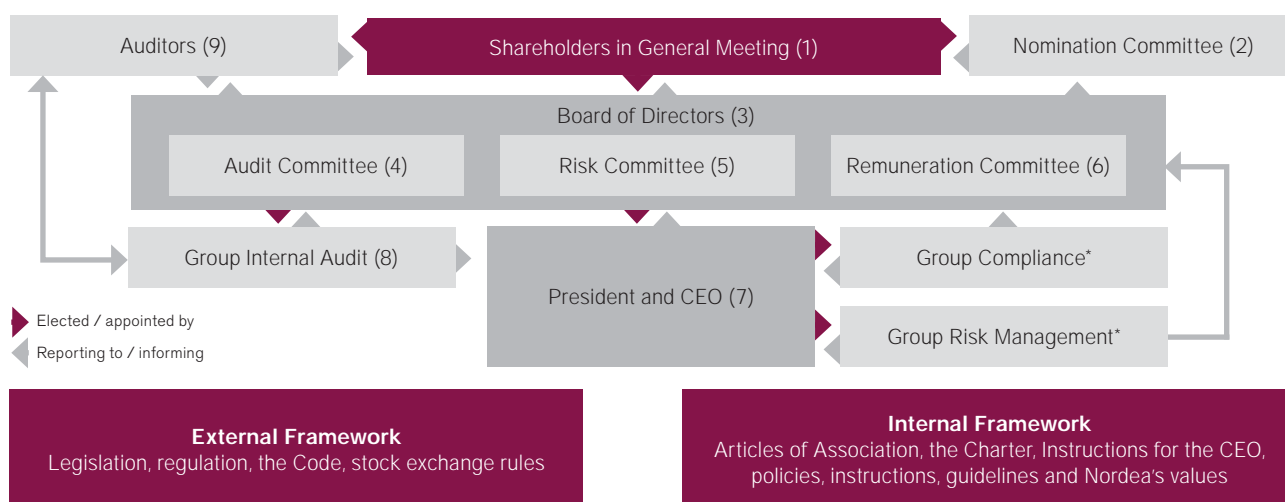 Auditors (9)
Shareholders in General Meeting (1)
Nomination Committee (2)
Board of Directors (3)
Audit Committee (4)
Risk Committee (5)
Remuneration Committee (6)
Group Internal Audit (8)
President and CEO (7)
Group Compliance*
Group Risk Management*
Elected / appointed by
Reporting to / informing
External Framework
Legislation, regulation, the Code, stock exchange rules
Internal Framework
Articles of Association, the Charter, Instructions for the CEO,
policies, instructions, guidelines and Nordea's values